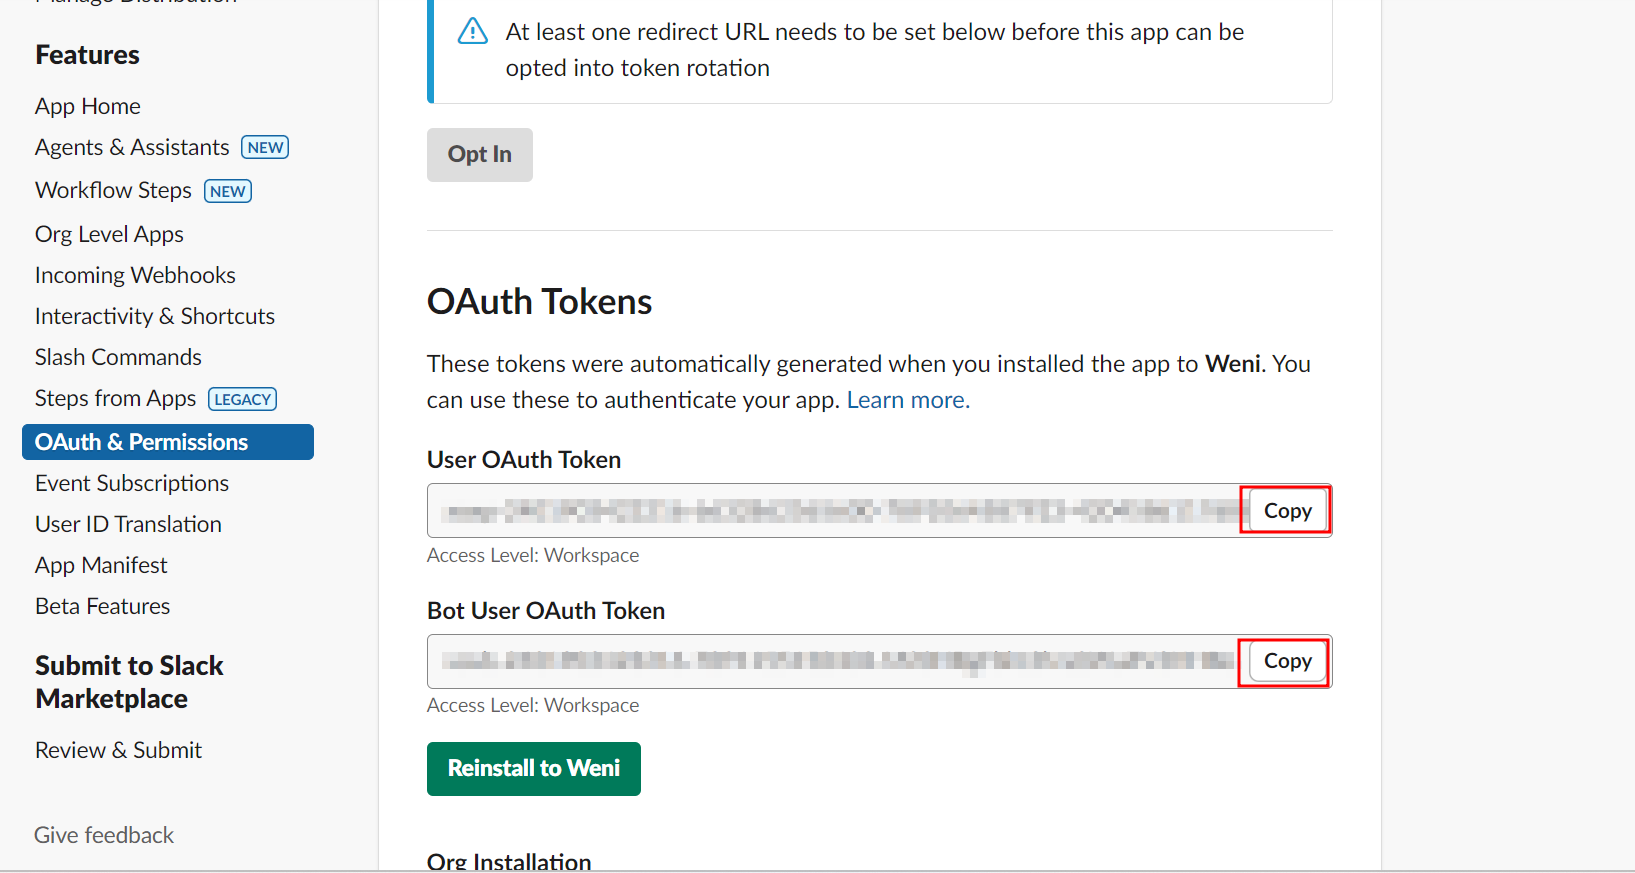 Manage Distribution
Features
App Home
Agents & Assistants NEW
Workflow Steps NEW
Org Level Apps
Incoming Webhooks
Interactivity & Shortcuts
Slash Commands
Steps from Apps LEGACY
OAuth & Permissions
Event Subscriptions
User ID Translation
App Manifest
Beta Features
Submit to Slack
Marketplace
Review & Submit
Give feedback
At least one redirect URL needs to be set below before this app can be
opted into token rotation
Opt In
OAuth Tokens
These tokens were automatically generated when you installed the app to Weni. You
can use these to authenticate your app. Learn more.
User OAuth Token
Copy
Access Level: Workspace
Bot User OAuth Token
Copy
Access Level: Workspace
Reinstall to Weni
Org Installation